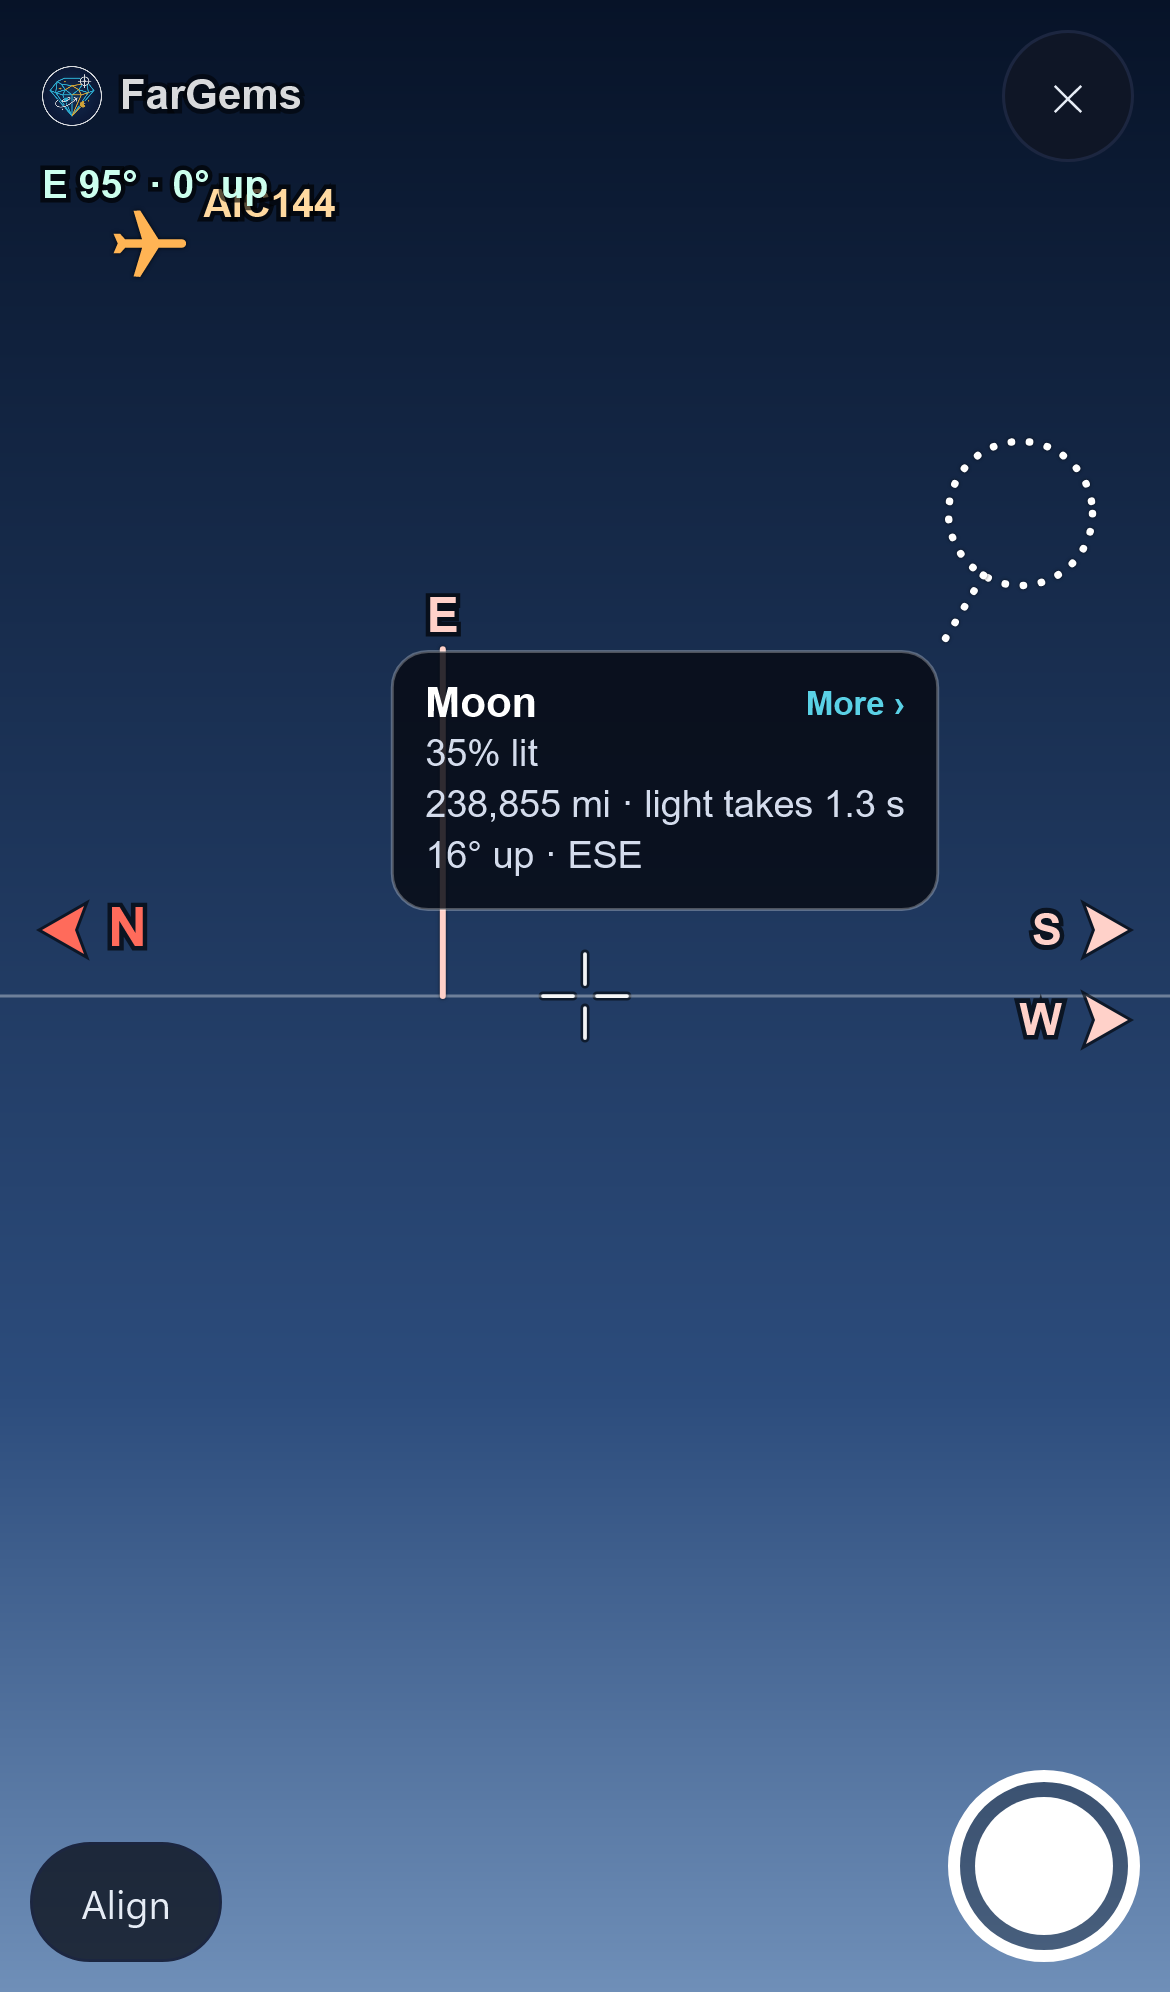 FarGems
E 95° · 0° up
AIC144
E
Moon
More ›
35% lit
238,855 mi · light takes 1.3 s
16° up · ESE
N
S
W
Align